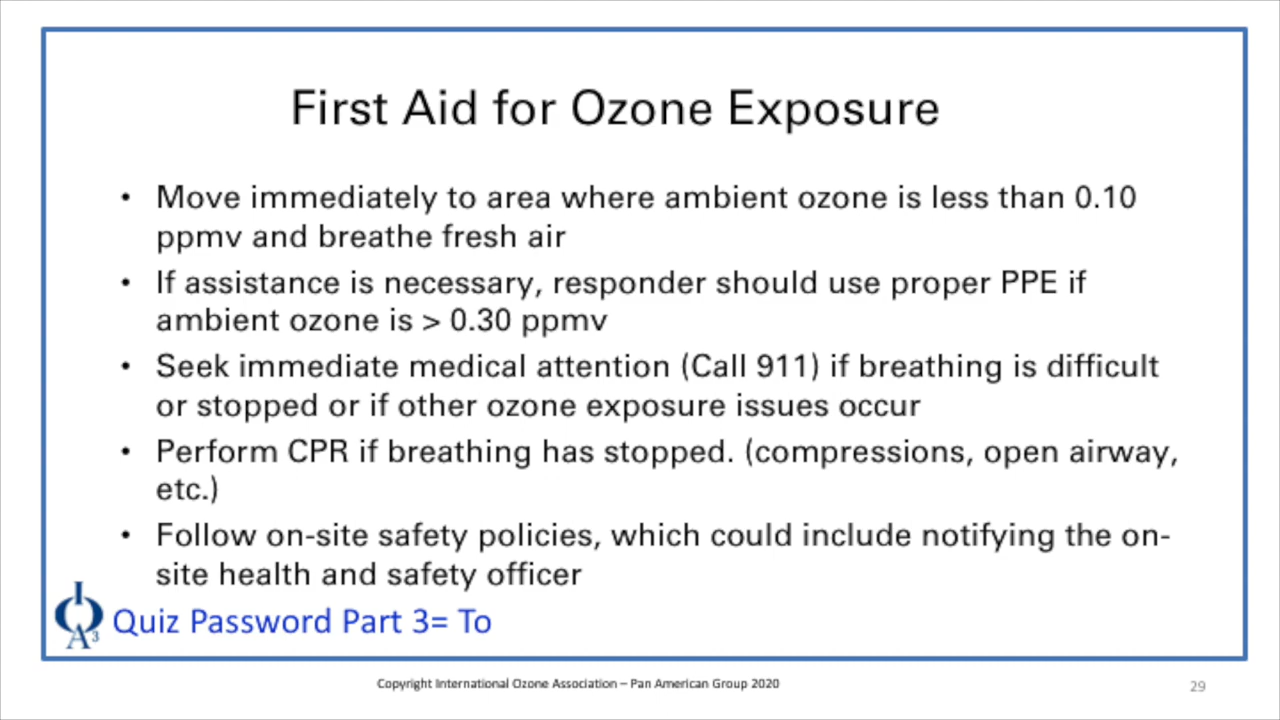 First Aid for Ozone Exposure
• Move immediately to area where ambient ozone is less than 0.10
ppmv and breathe fresh air
• If assistance is necessary, responder should use proper PPE if
ambient ozone is > 0.30 ppmv
• Seek immediate medical attention (Call 911) if breathing is difficult
or stopped or if other ozone exposure issues occur
• Perform CPR if breathing has stopped. (compressions, open airway,
etc.)
• Follow on-site safety policies, which could include notifying the on-
site health and safety officer
IOA3
Quiz Password Part 3= To
Copyright International Ozone Association – Pan American Group 2020
29